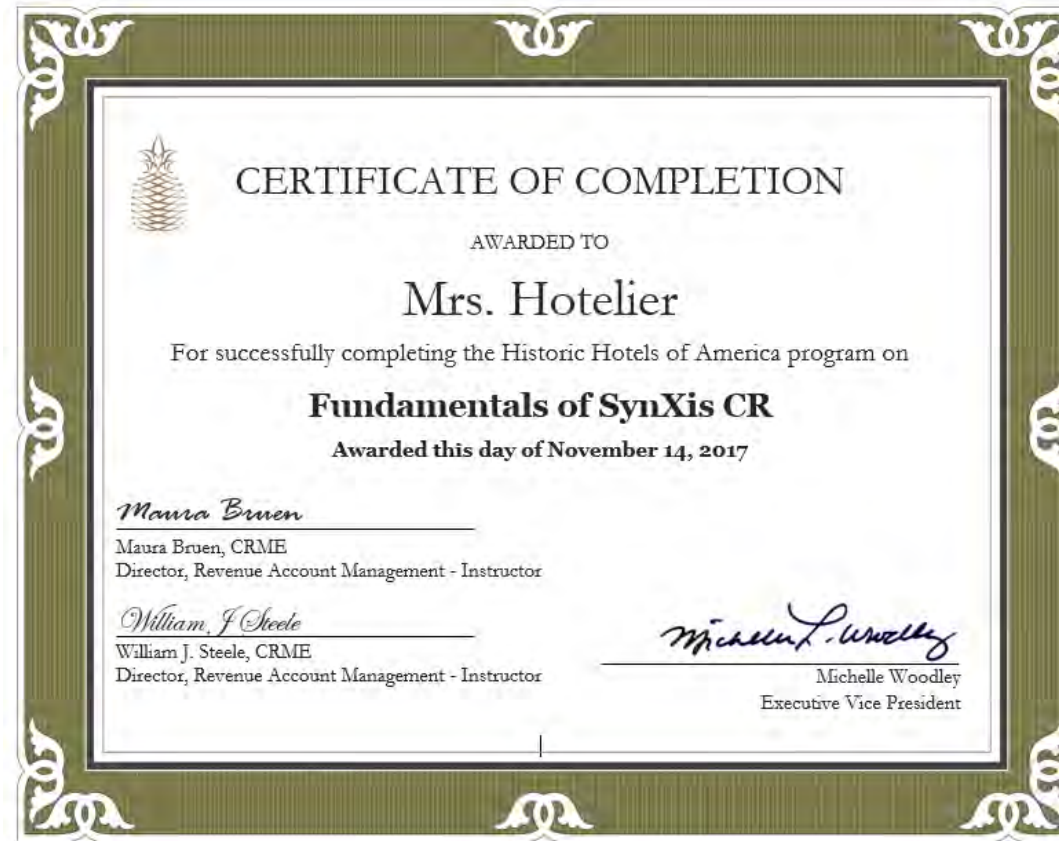 CERTIFICATE OF COMPLETION
AWARDED TO
Mrs. Hotelier
For successfully completing the Historic Hotels of America program on
Fundamentals of SynXis CR
Awarded this day of November 14, 2017
Maura Bruen
Maura Bruen, CRME
Director, Revenue Account Management - Instructor
William J Steele
William J. Steele, CRME
Director, Revenue Account Management - Instructor
Michelle L. Woodley
Michelle Woodley
Executive Vice President